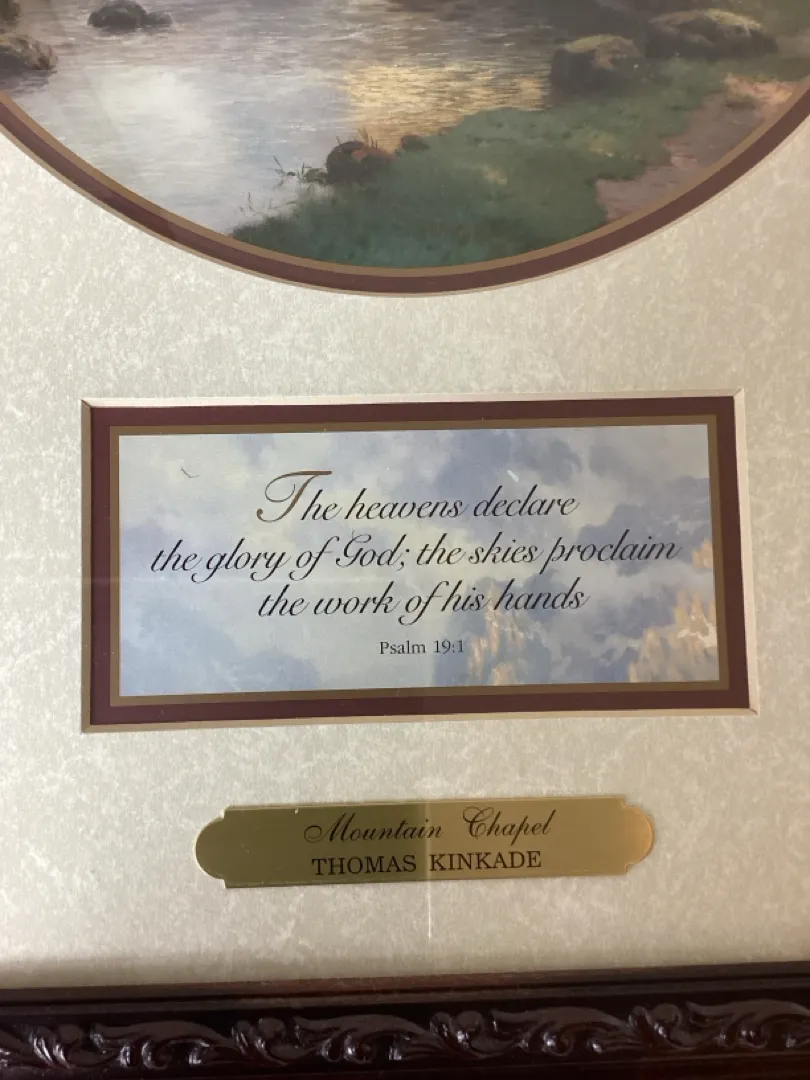 The heavens declare
the glory of God; the skies proclaim
the work of his hands
Psalm 19:1
Mountain Chapel
THOMAS KINKADE